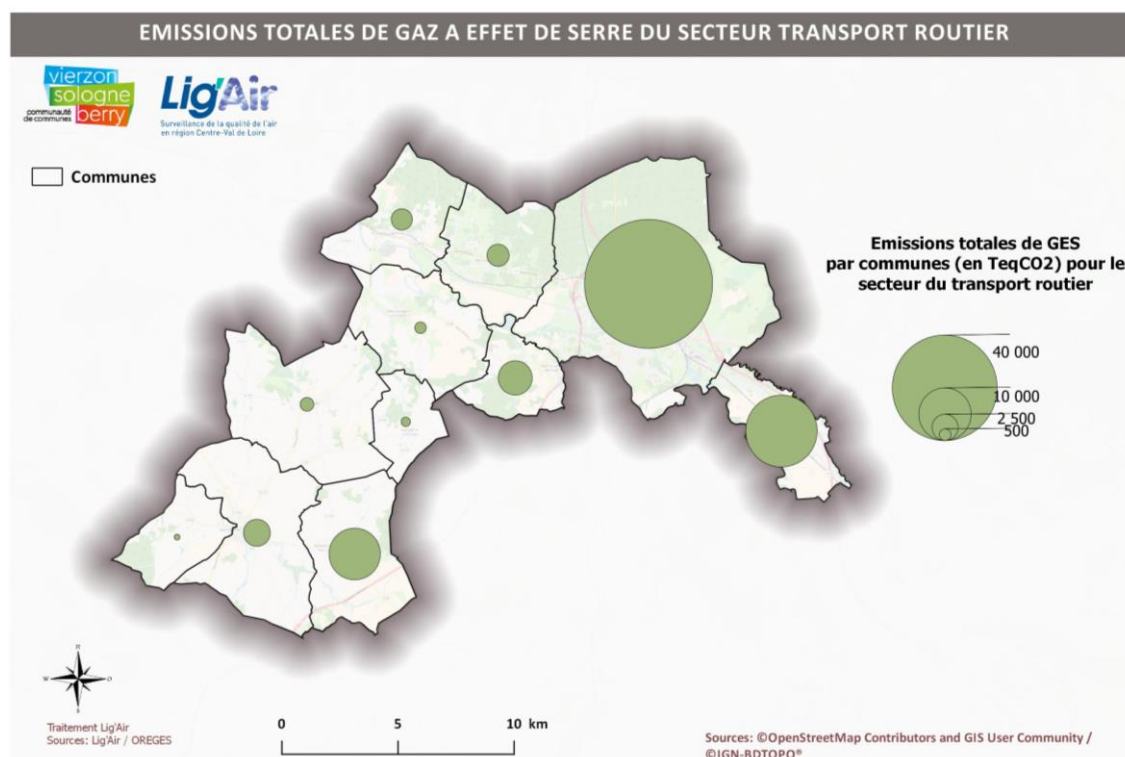 EMISSIONS TOTALES DE GAZ A EFFET DE SERRE DU SECTEUR TRANSPORT ROUTIER
vierzon
sologne
berry
communauté
de communes
Lig'Air
Surveillance de la qualité de l'air
en région Centre-Val de Loire
Communes
Emissions totales de GES
par communes (en TeqCO2) pour le
secteur du transport routier
40 000
10 000
2 500
500
N
W
O
S
Traitement Lig'Air
Sources: Lig'Air / OREGES
0 5 10 km
Sources: ©OpenStreetMap Contributors and GIS User Community /
©IGN-BDTOPO®